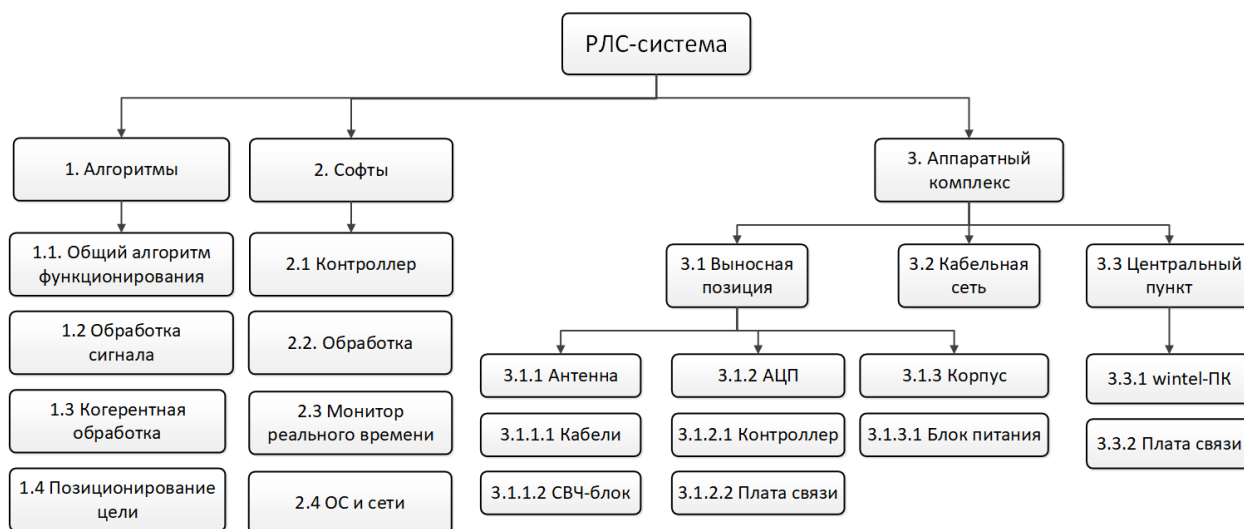 РЛС-система
1. Алгоритмы
2. Софты
3. Аппаратный
комплекс
1.1. Общий алгоритм
функционирования
2.1 Контроллер
3.1 Выносная
позиция
3.2 Кабельная
сеть
3.3 Центральный
пункт
1.2 Обработка
сигнала
2.2. Обработка
3.1.1 Антенна
3.1.2 АЦП
3.1.3 Корпус
3.3.1 wintel-ПК
1.3 Когерентная
обработка
2.3 Монитор
реального времени
3.1.1.1 Кабели
3.1.2.1 Контроллер
3.1.3.1 Блок питания
3.3.2 Плата связи
1.4 Позиционирование
цели
2.4 ОС и сети
3.1.1.2 СВЧ-блок
3.1.2.2 Плата связи